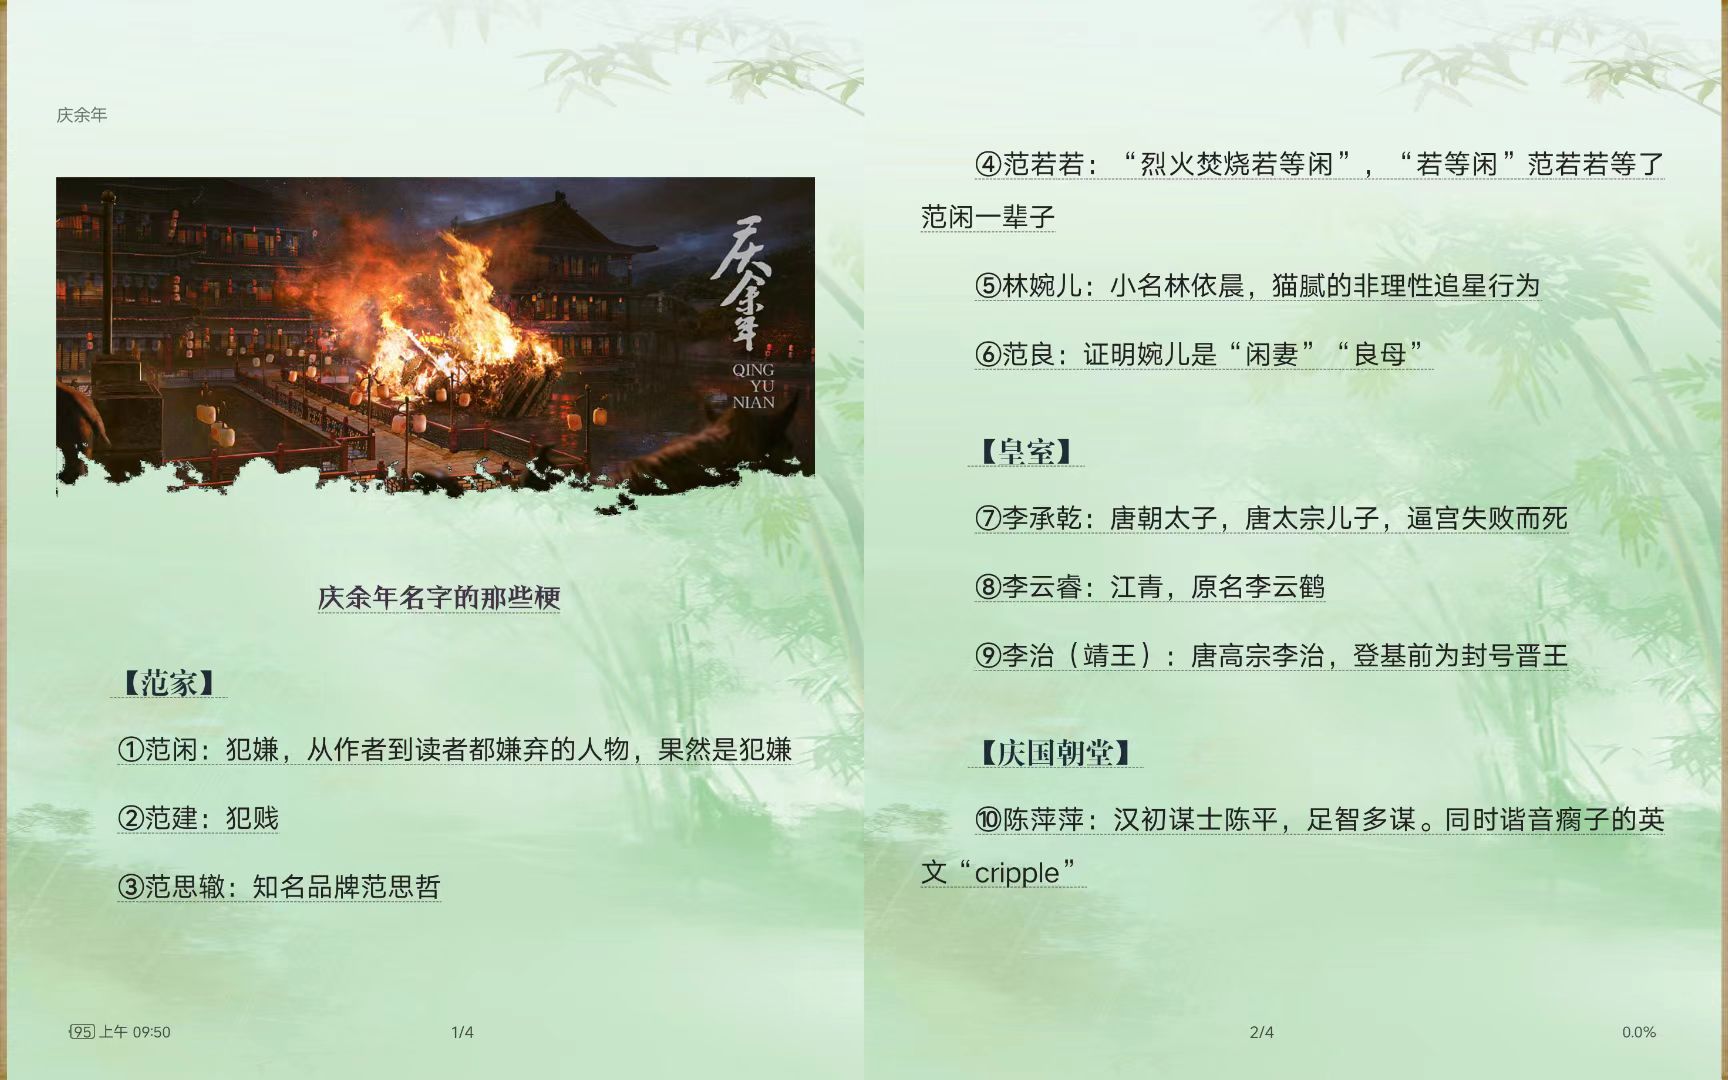 庆余年
庆余年
QING
YU
NIAN
庆余年名字的那些梗
【范家】
①范闲：犯嫌，从作者到读者都嫌弃的人物，果然是犯嫌
②范建：犯贱
③范思辙：知名品牌范思哲
95 上午 09:50
1/4
④范若若：“烈火焚烧若等闲”，“若等闲”范若若等了
范闲一辈子
⑤林婉儿：小名林依晨，猫腻的非理性追星行为
⑥范良：证明婉儿是“闲妻”“良母”
【皇室】
⑦李承乾：唐朝太子，唐太宗儿子，逼宫失败而死
⑧李云睿：江青，原名李云鹤
⑨李治（靖王）：唐高宗李治，登基前为封号晋王
【庆国朝堂】
⑩陈萍萍：汉初谋士陈平，足智多谋。同时谐音瘸子的英
文“cripple”
2/4
0.0%